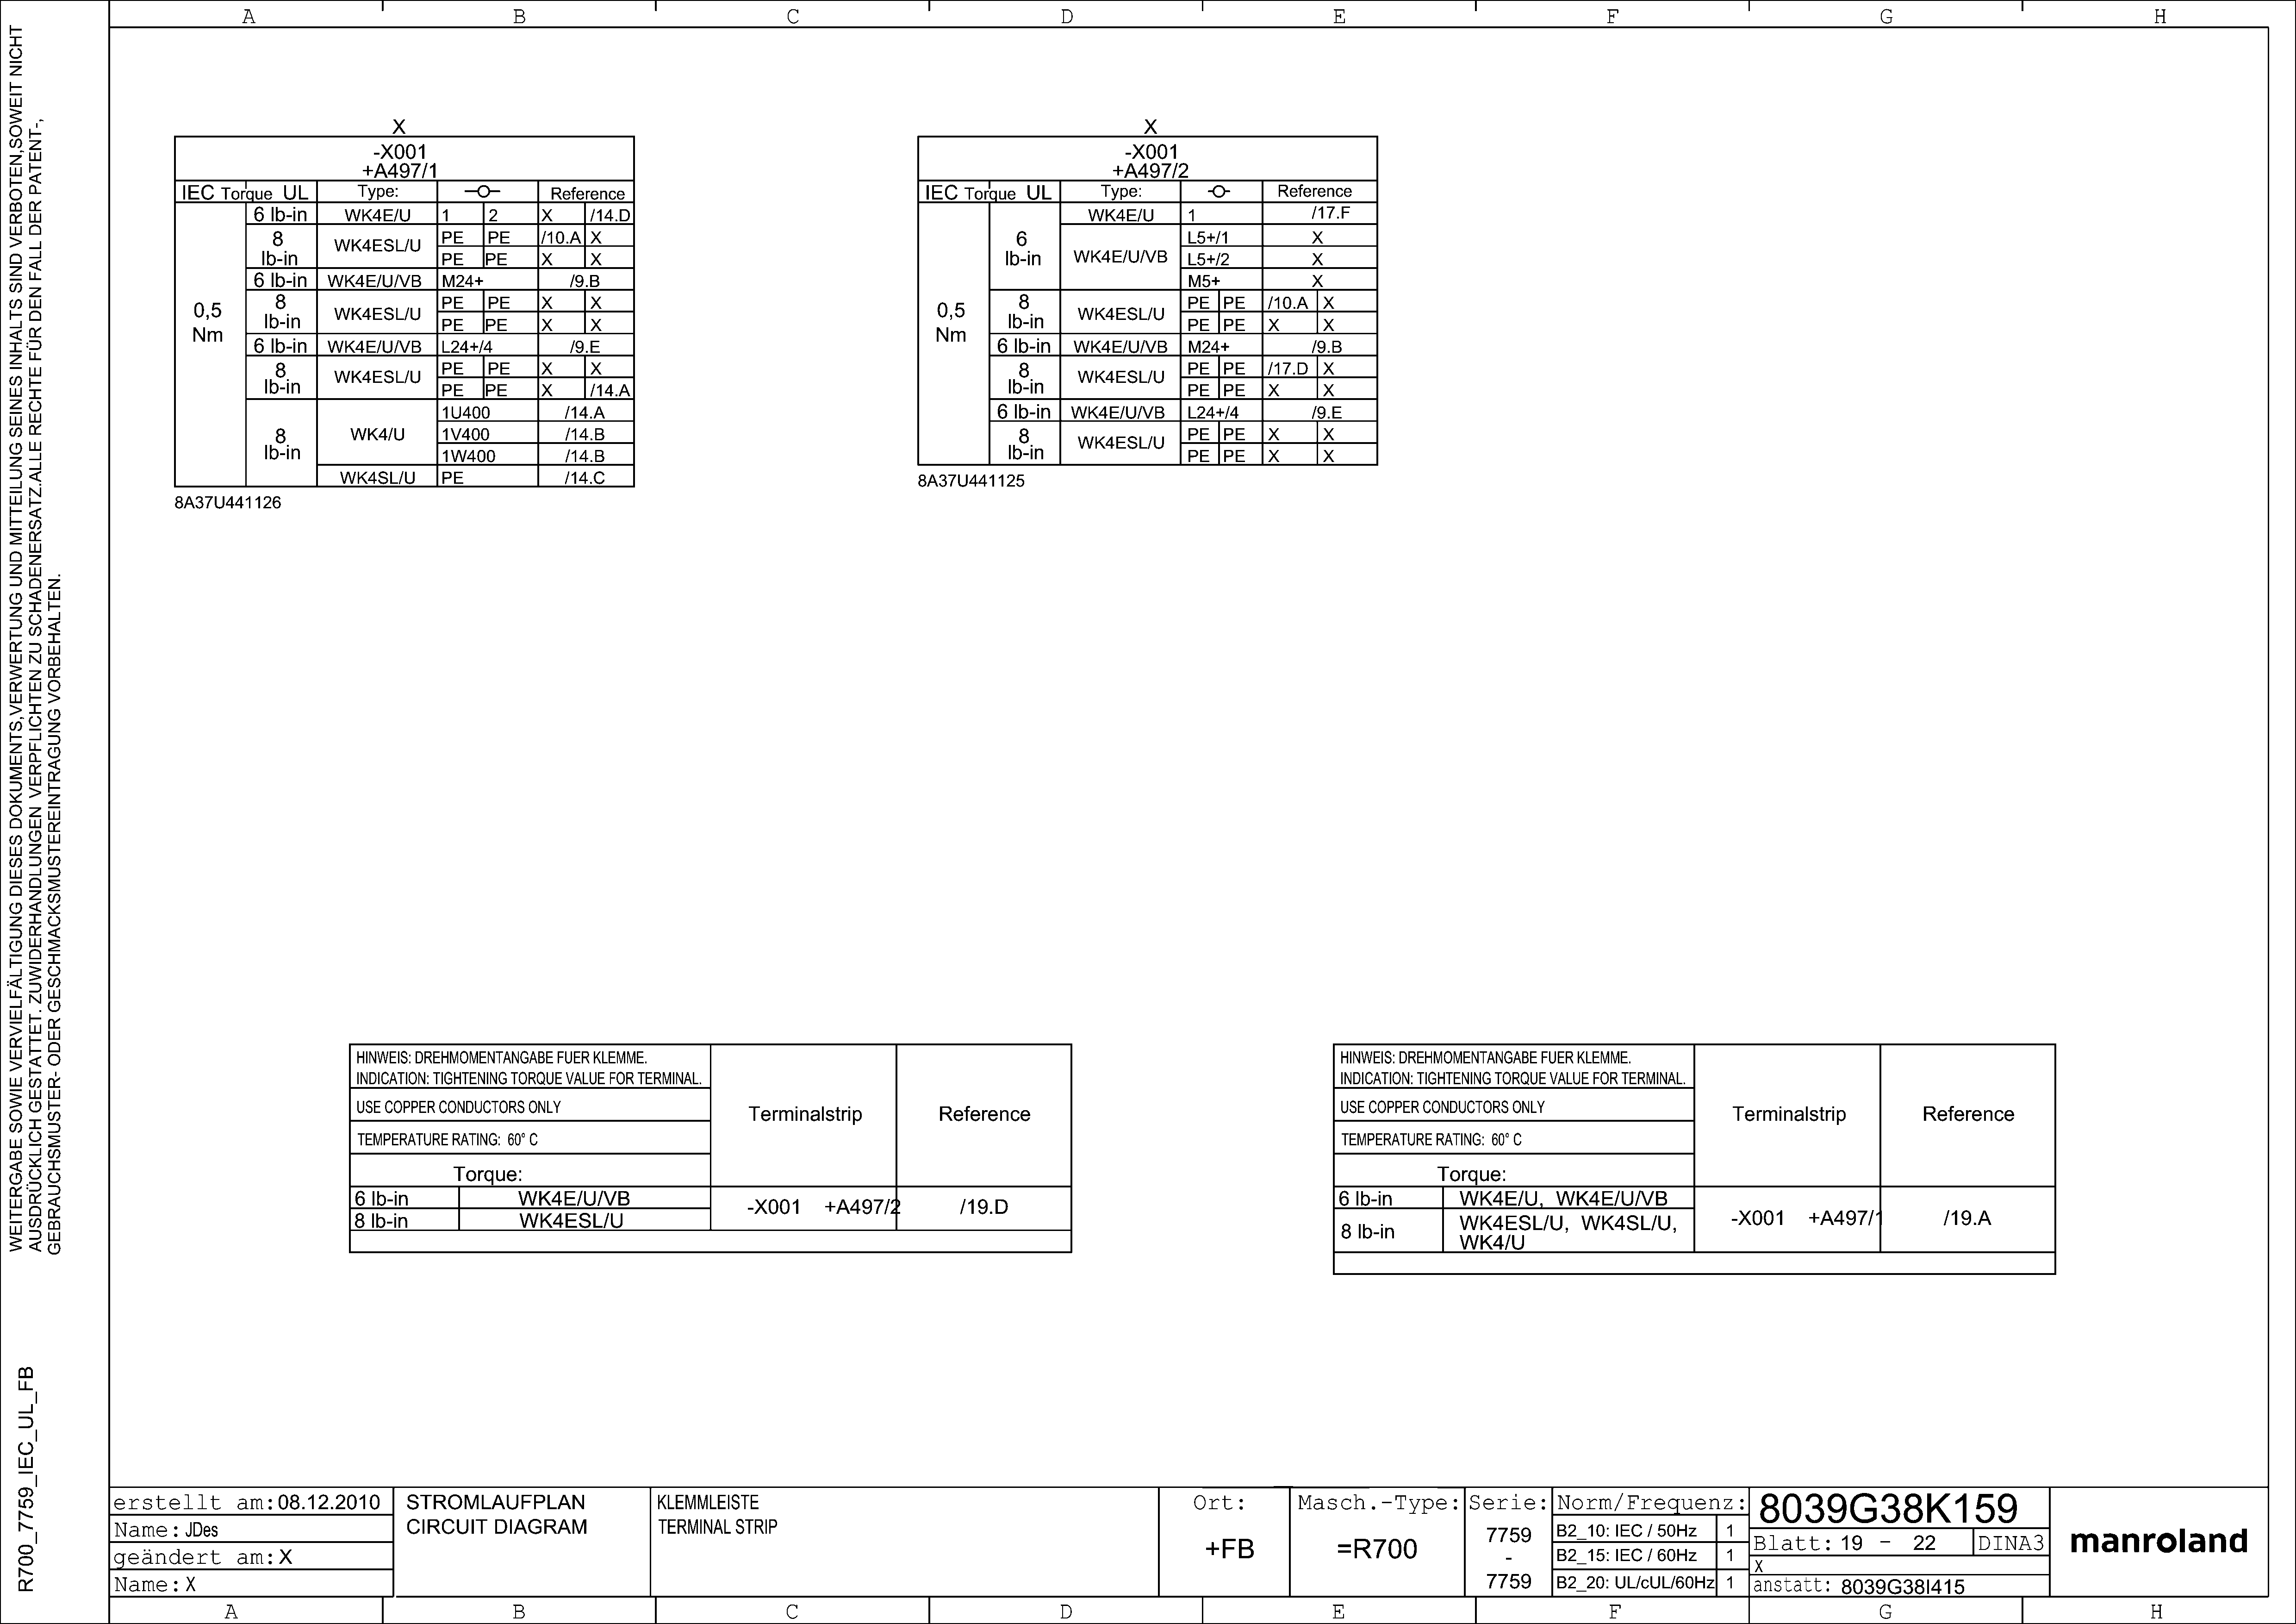 A B C D E F G H
WEITERGABE SOWIE VERVIELFÄLTIGUNG DIESES DOKUMENTS,VERWERTUNG UND MITTEILUNG SEINES INHALTS SIND VERBOTEN,SOWEIT NICHT
AUSDRÜCKLICH GESTATTET. ZUWIDERHANDLUNGEN VERPFLICHTEN ZU SCHADENERSATZ.ALLE RECHTE FÜR DEN FALL DER PATENT-,
GEBRAUCHSMUSTER- ODER GESCHMACKSMUSTEREINTRAGUNG VORBEHALTEN.
R700_7759_IEC_UL_FB
X
-X001
+A497/1
IEC Torque UL Type: Reference
0,5 Nm
6 lb-in WK4E/U 1 2 X /14.D
8 lb-in WK4ESL/U PE PE /10.A X
PE PE X X
6 lb-in WK4E/U/VB M24+ /9.B
8 lb-in WK4ESL/U PE PE X X
PE PE X X
6 lb-in WK4E/U/VB L24+/4 /9.E
8 lb-in WK4ESL/U PE PE X X
PE PE X /14.A
8 lb-in WK4/U 1U400 /14.A
1V400 /14.B
1W400 /14.B
WK4SL/U PE /14.C
8A37U441126
X
-X001
+A497/2
IEC Torque UL Type: Reference
0,5 Nm
6 lb-in WK4E/U 1 /17.F
WK4E/U/VB L5+/1 X
L5+/2 X
M5+ X
8 lb-in WK4ESL/U PE PE /10.A X
PE PE X X
6 lb-in WK4E/U/VB M24+ /9.B
8 lb-in WK4ESL/U PE PE /17.D X
PE PE X X
6 lb-in WK4E/U/VB L24+/4 /9.E
8 lb-in WK4ESL/U PE PE X X
PE PE X X
8A37U441125
HINWEIS: DREHMOMENTANGABE FUER KLEMME.
INDICATION: TIGHTENING TORQUE VALUE FOR TERMINAL.
USE COPPER CONDUCTORS ONLY
TEMPERATURE RATING: 60° C
Torque:
Terminalstrip Reference
6 lb-in WK4E/U/VB
8 lb-in WK4ESL/U
-X001 +A497/2 /19.D
HINWEIS: DREHMOMENTANGABE FUER KLEMME.
INDICATION: TIGHTENING TORQUE VALUE FOR TERMINAL.
USE COPPER CONDUCTORS ONLY
TEMPERATURE RATING: 60° C
Torque:
Terminalstrip Reference
6 lb-in WK4E/U, WK4E/U/VB
8 lb-in WK4ESL/U, WK4SL/U,
WK4/U
-X001 +A497/1 /19.A
erstellt am: 08.12.2010
Name: JDes
geändert am: X
Name: X
STROMLAUFPLAN
CIRCUIT DIAGRAM
KLEMMLEISTE
TERMINAL STRIP
Ort:
+FB
Masch.-Type:
=R700
Serie:
7759
-
7759
Norm/Frequenz:
B2_10: IEC / 50Hz 1
B2_15: IEC / 60Hz 1
B2_20: UL/cUL/60Hz 1
8039G38K159
Blatt: 19 - 22 DINA3
X
anstatt: 8039G38I415
manroland
A B C D E F G H